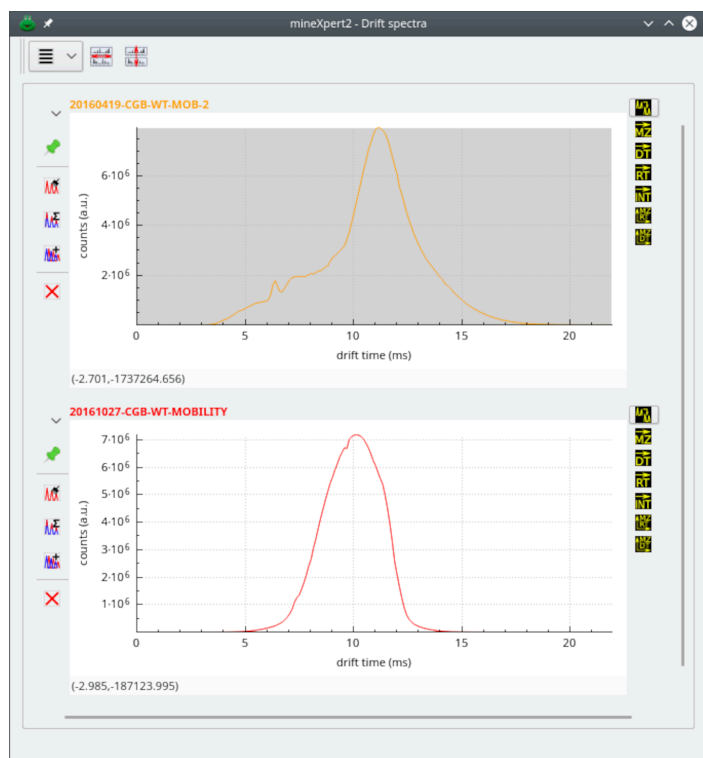 mineXpert2 - Drift spectra
20160419-CGB-WT-MOB-2
counts (a.u.)
6·10⁶
4·10⁶
2·10⁶
0 5 10 15 20
drift time (ms)
(-2.701,-1737264.656)
MZ
DT
RT
INT
20161027-CGB-WT-MOBILITY
counts (a.u.)
7·10⁶
6·10⁶
5·10⁶
4·10⁶
3·10⁶
2·10⁶
1·10⁶
0 5 10 15 20
drift time (ms)
(-2.985,-187123.995)
MZ
DT
RT
INT